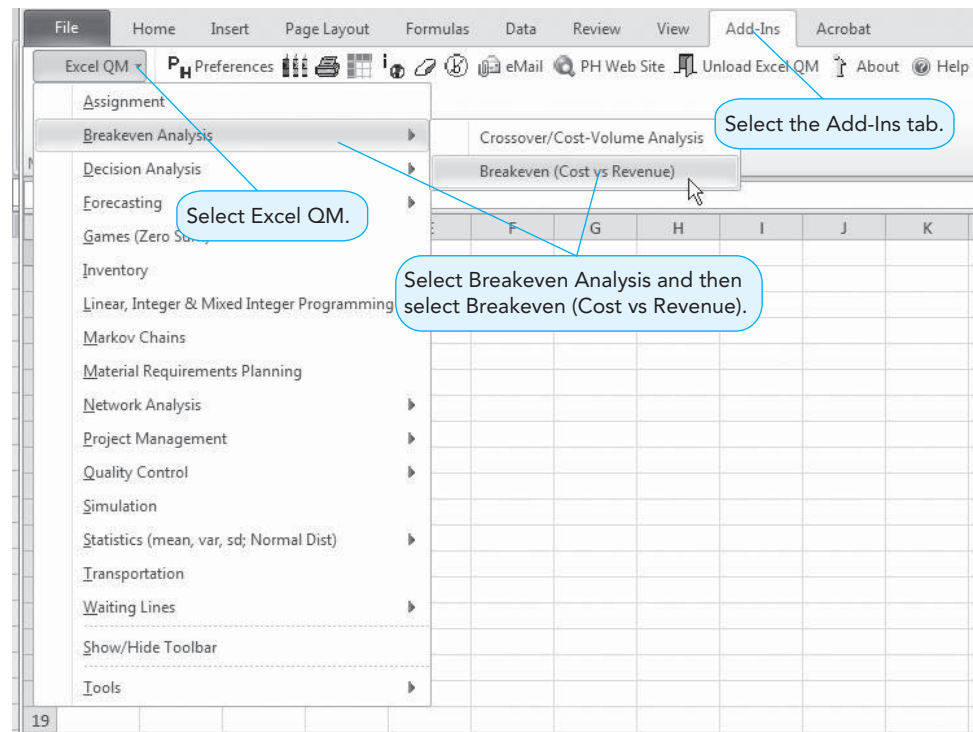 File Home Insert Page Layout Formulas Data Review View Add-Ins Acrobat
Excel QM PH Preferences eMail PH Web Site Unload Excel QM About Help
Select the Add-Ins tab.
Assignment
Breakeven Analysis
Crossover/Cost-Volume Analysis
Breakeven (Cost vs Revenue)
Decision Analysis
Forecasting
Select Excel QM.
Games (Zero
F G H I J K
Select Breakeven Analysis and then
select Breakeven (Cost vs Revenue).
Inventory
Linear, Integer & Mixed Integer Programming
Markov Chains
Material Requirements Planning
Network Analysis
Project Management
Quality Control
Simulation
Statistics (mean, var, sd; Normal Dist)
Transportation
Waiting Lines
Show/Hide Toolbar
Tools
19